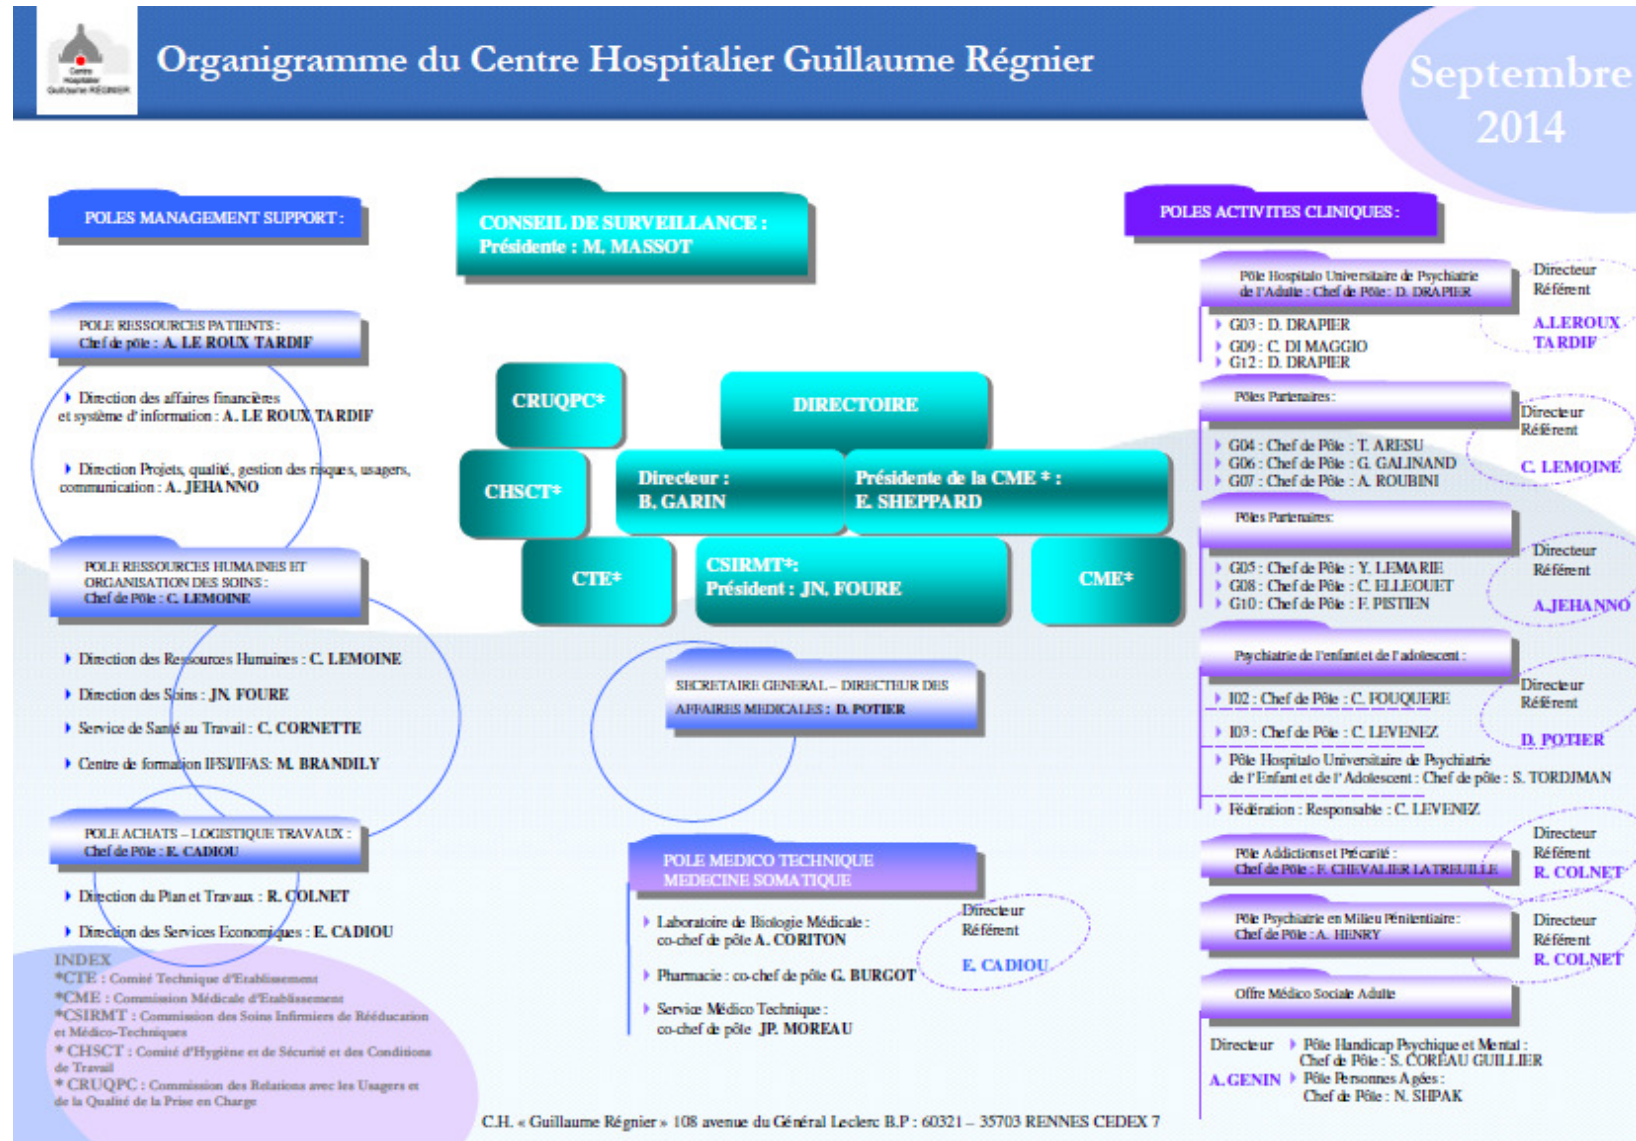 Centre
Hospitalier
Guillaume RÉGNIER
Organigramme du Centre Hospitalier Guillaume Régnier
Septembre
2014
POLES MANAGEMENT SUPPORT :
POLE RESSOURCES PATIENTS :
Chef de pôle : A. LE ROUX TARDIF
Direction des affaires financières
et système d'information : A. LE ROUX TARDIF
Direction Projets, qualité, gestion des risques, usagers,
communication : A. JEHANNO
POLE RESSOURCES HUMAINES ET
ORGANISATION DES SOINS :
Chef de Pôle : C. LEMOINE
Direction des Ressources Humaines : C. LEMOINE
Direction des Soins : JN. FOURE
Service de Santé au Travail : C. CORNETTE
Centre de formation IFSI/IFAS: M. BRANDILY
POLE ACHATS – LOGISTIQUE TRAVAUX :
Chef de Pôle : E. CADIOU
Direction du Plan et Travaux : R. COLNET
Direction des Services Economiques : E. CADIOU
INDEX
*CTE : Comité Technique d'Etablissement
*CME : Commission Médicale d'Etablissement
*CSIRMT : Commission des Soins Infirmiers de Rééducation
et Médico-Techniques
* CHSCT : Comité d'Hygiène et de Sécurité et des Conditions
de Travail
* CRUQPC : Commission des Relations avec les Usagers et
de la Qualité de la Prise en Charge
CONSEIL DE SURVEILLANCE :
Présidente : M. MASSOT
CRUQPC*
DIRECTOIRE
CHSCT*
Directeur :
B. GARIN
Présidente de la CME * :
E. SHEPPARD
CTE*
CSIRMT*:
Président : JN. FOURE
CME*
SECRETAIRE GENERAL – DIRECTEUR DES
AFFAIRES MEDICALES : D. POTIER
POLE MEDICO TECHNIQUE
MEDECINE SOMATIQUE
Laboratoire de Biologie Médicale :
co-chef de pôle A. CORITON
Pharmacie : co-chef de pôle G. BURGOT
Service Médico Technique :
co-chef de pôle JP. MOREAU
Directeur
Référent
E. CADIOU
POLES ACTIVITES CLINIQUES :
Pôle Hospitalo Universitaire de Psychiatrie
de l'Adulte : Chef de Pôle : D. DRAPIER
G03 : D. DRAPIER
G09 : C. DI MAGGIO
G12 : D. DRAPIER
Directeur
Référent
A.LEROUX
TARDIF
Pôles Partenaires :
G04 : Chef de Pôle : T. ARESU
G06 : Chef de Pôle : G. GALINAND
G07 : Chef de Pôle : A. ROUBINI
Directeur
Référent
C. LEMOINE
Pôles Partenaires:
G05 : Chef de Pôle : Y. LEMARIE
G08 : Chef de Pôle : C. ELLEOUET
G10 : Chef de Pôle : F. PISTIEN
Directeur
Référent
A.JEHANNO
Psychiatrie de l'enfant et de l'adolescent :
I02 : Chef de Pôle : C. FOUQUERE
I03 : Chef de Pôle : C. LEVENEZ
Pôle Hospitalo Universitaire de Psychiatrie
de l'Enfant et de l'Adolescent : Chef de pôle : S. TORDJMAN
Fédération : Responsable : C. LEVENEZ
Directeur
Référent
D. POTIER
Pôle Addictions et Précarité :
Chef de Pôle : F. CHEVALIER LATREUILLE
Directeur
Référent
R. COLNET
Pôle Psychiatrie en Milieu Pénitentiaire :
Chef de Pôle : A. HENRY
Directeur
Référent
R. COLNET
Offre Médico Sociale Adulte
Directeur
A.GENIN
Pôle Handicap Psychique et Mental :
Chef de Pôle : S. COREAU GUILLIER
Pôle Personnes Agées :
Chef de Pôle : N. SHPAK
C.H. « Guillaume Régnier » 108 avenue du Général Leclerc B.P : 60321 – 35703 RENNES CEDEX 7